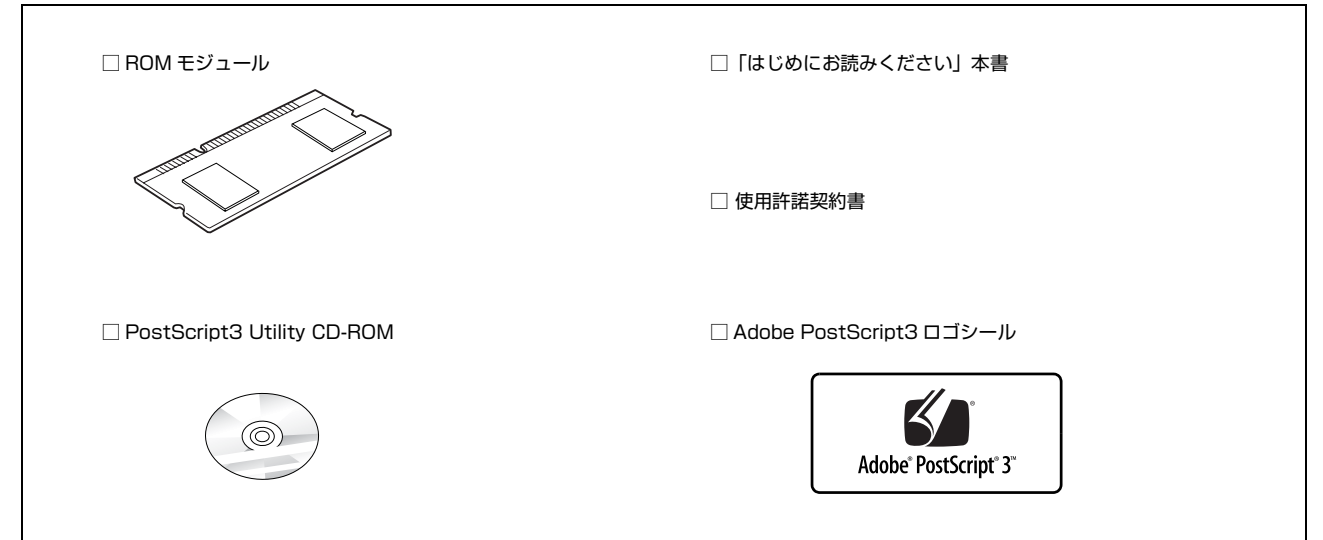 □ ROM モジュール
□「はじめにお読みください」本書
□ 使用許諾契約書
□ PostScript3 Utility CD-ROM
□ Adobe PostScript3 ロゴシール
Adobe® PostScript® 3™